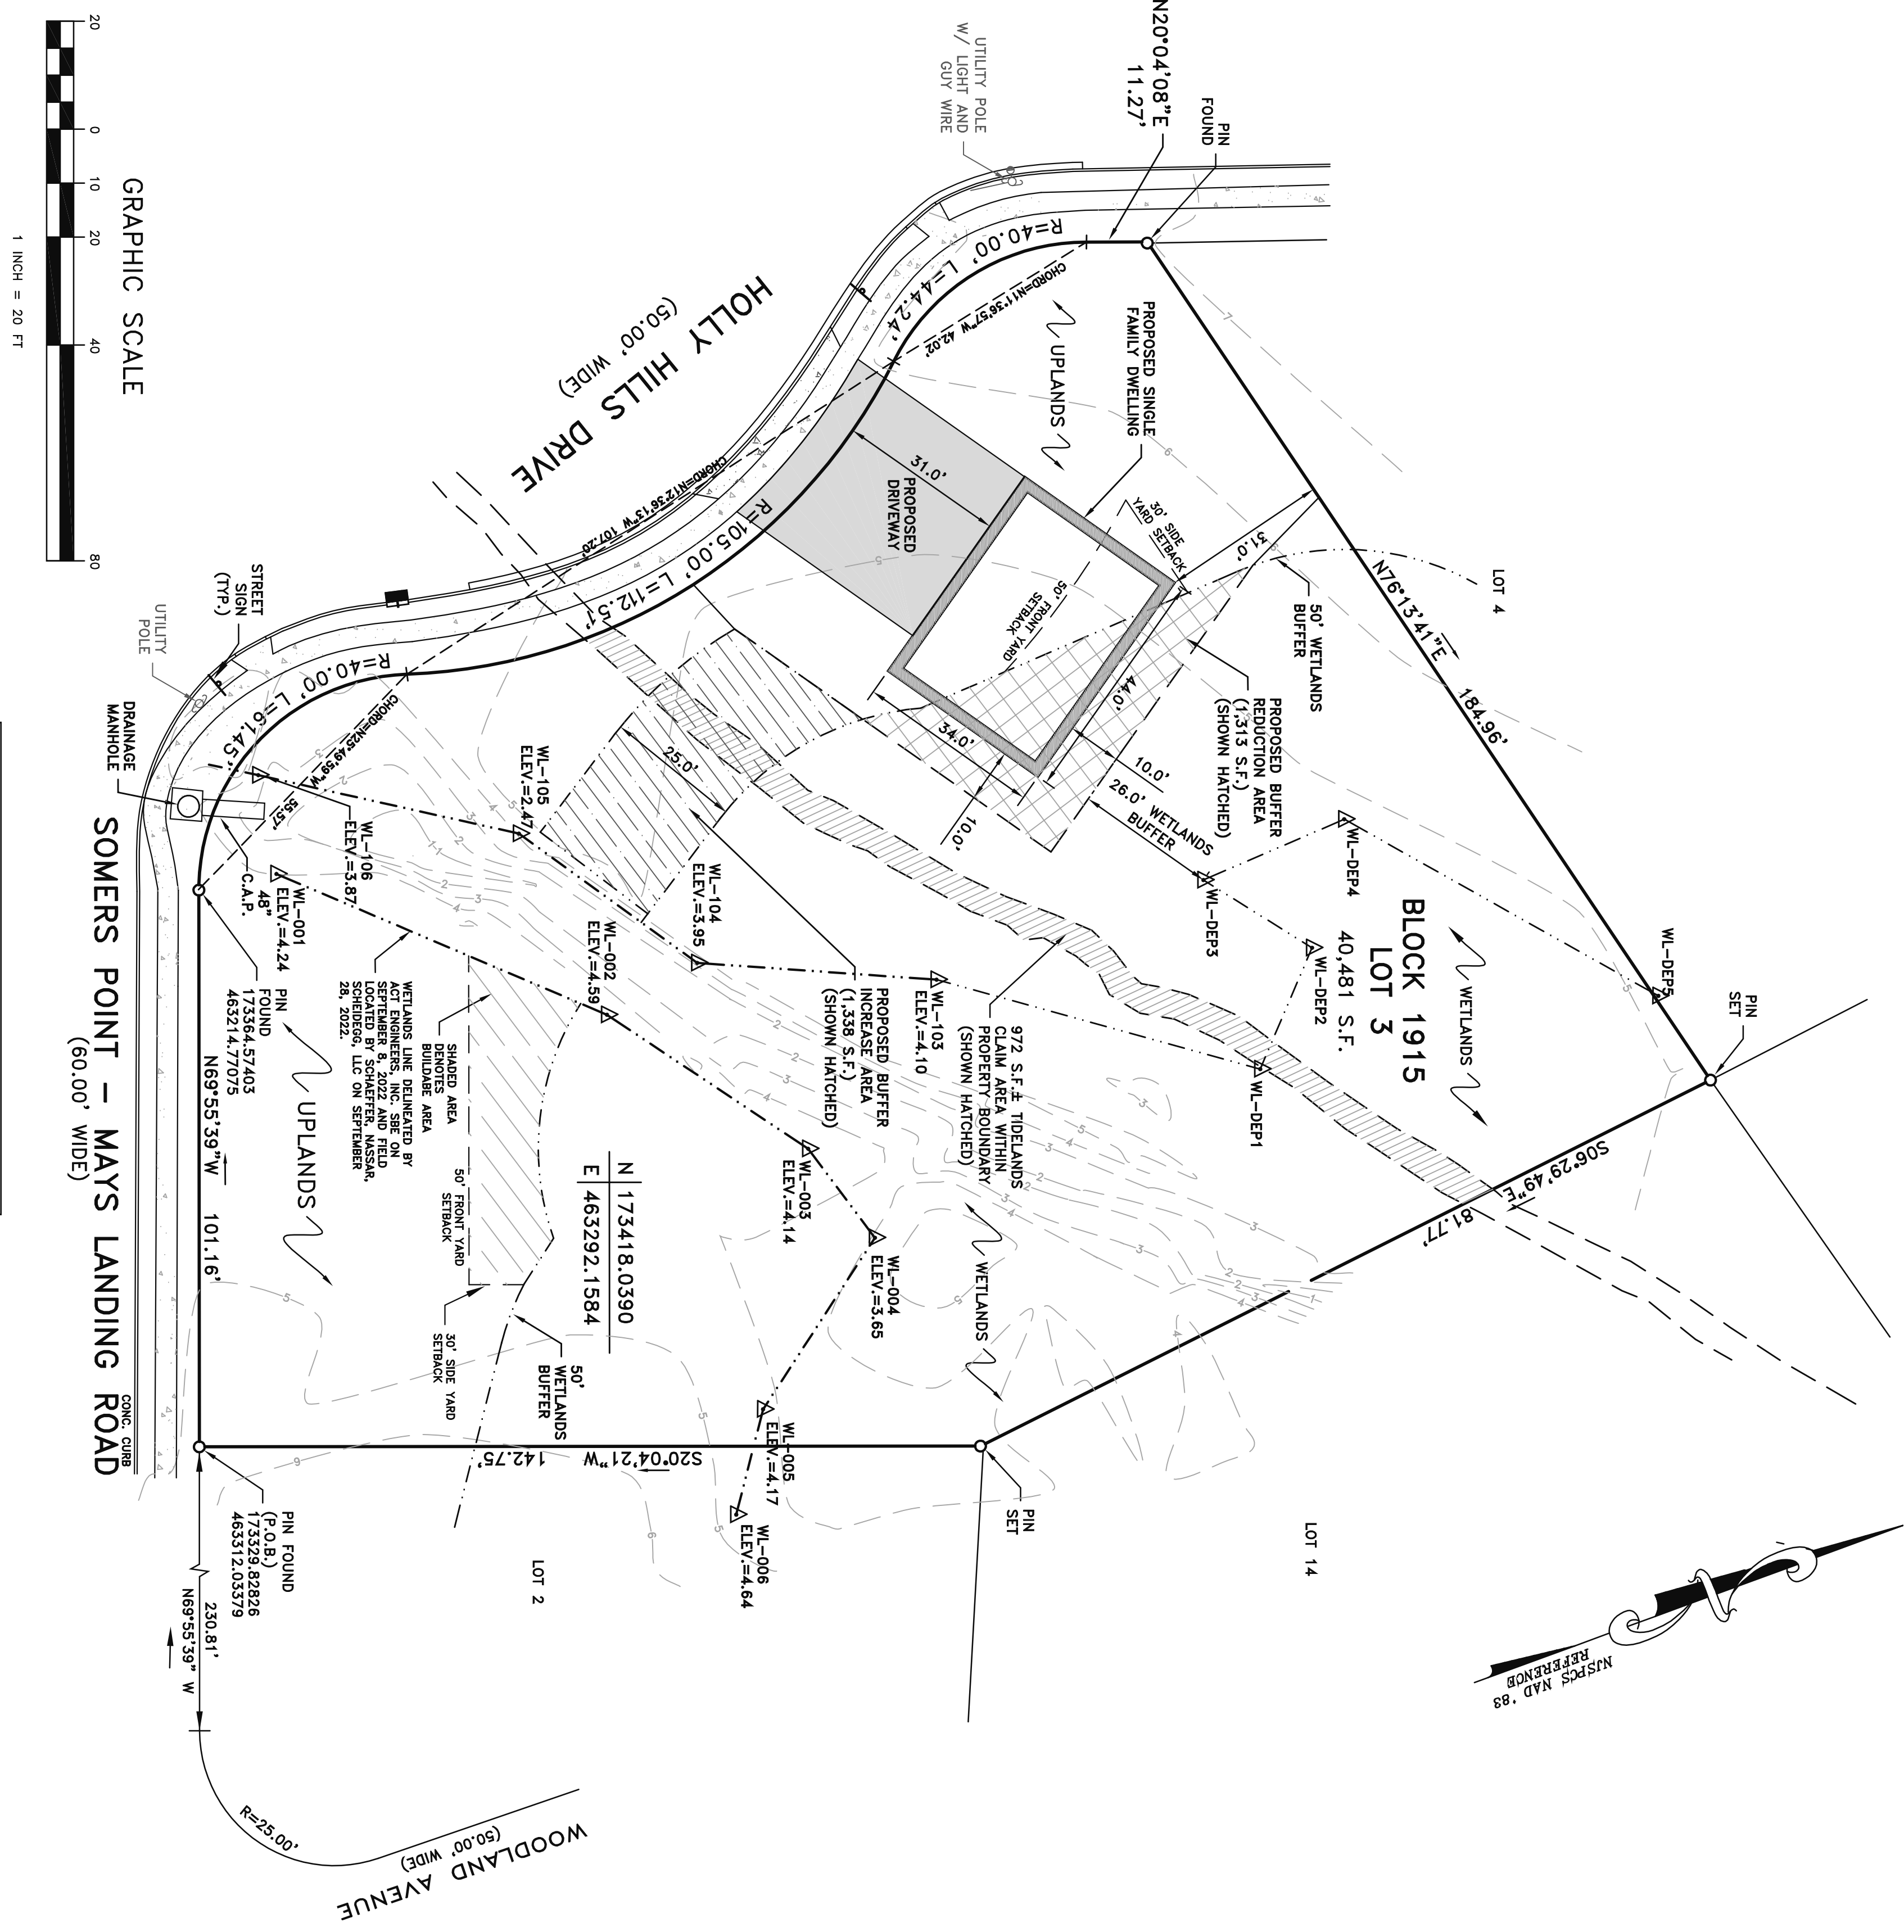 N20°04'08"E
11.27'
PIN
FOUND
UTILITY POLE
W/ LIGHT AND
GUY WIRE
20
0
10
20
40
80
GRAPHIC SCALE
1 INCH = 20 FT
HOLLY HILLS DRIVE
(50.00' WIDE)
R=40.00' L=44.24'
CHORD=N11°36'57"W 42.02'
UPLANDS
PROPOSED SINGLE
FAMILY DWELLING
7
6
PROPOSED
DRIVEWAY
31.0'
30' SIDE
YARD SETBACK
50' FRONT YARD
SETBACK
31.0'
5
R=105.00' L=112.51'
CHORD=N12°36'13"W 107.20'
N76°13'41"E
184.96'
LOT 4
50' WETLANDS
BUFFER
PROPOSED BUFFER
REDUCTION AREA
(1,313 S.F.)
(SHOWN HATCHED)
44.0'
34.0'
10.0'
10.0'
26.0' WETLANDS
BUFFER
25.0'
STREET
SIGN
(TYP.)
UTILITY
POLE
DRAINAGE
MANHOLE
R=40.00' L=61.45'
CHORD=N25°49'59"W
55.57'
WL-106
ELEV.=3.87
WL-105
ELEV.=2.47
WL-104
ELEV.=3.95
WL-103
ELEV.=4.10
WL-DEP4
WL-DEP3
WL-DEP2
WL-DEP1
WL-DEP5
BLOCK 1915
LOT 3
40,481 S.F.
WETLANDS
PIN
SET
WL-001
ELEV.=4.24
48"
C.A.P.
WL-002
ELEV.=4.59
WL-003
ELEV.=4.14
WL-004
ELEV.=3.65
WL-005
ELEV.=4.17
WL-006
ELEV.=4.64
PROPOSED BUFFER
INCREASE AREA
(1,338 S.F.)
(SHOWN HATCHED)
972 S.F.± TIDELANDS
CLAIM AREA WITHIN
PROPERTY BOUNDARY
(SHOWN HATCHED)
WETLANDS LINE DELINEATED BY
ACT ENGINEERS, INC. SBE ON
SEPTEMBER 8, 2022 AND FIELD
LOCATED BY SCHAEFFER, NASSAR,
SCHEIDEGG, LLC ON SEPTEMBER
28, 2022.
SHADED AREA
DENOTES
BUILDABE AREA
50' FRONT YARD
SETBACK
30' SIDE YARD
SETBACK
50'
WETLANDS
BUFFER
N 173418.0390
E 463292.1584
WETLANDS
UPLANDS
PIN
FOUND
173364.57403
463214.77075
N69°55'39"W 101.16'
SOMERS POINT - MAYS LANDING ROAD
(60.00' WIDE)
CONC. CURB
S06°29'49"E
81.77'
S20°04'21"W 142.75'
PIN
SET
PIN FOUND
(P.O.B.)
173329.82826
463312.03379
230.81'
N69°55'39" W
LOT 2
LOT 14
R=25.00'
WOODLAND AVENUE
(50.00' WIDE)
N
NJSPCS NAD '83
REFERENCE